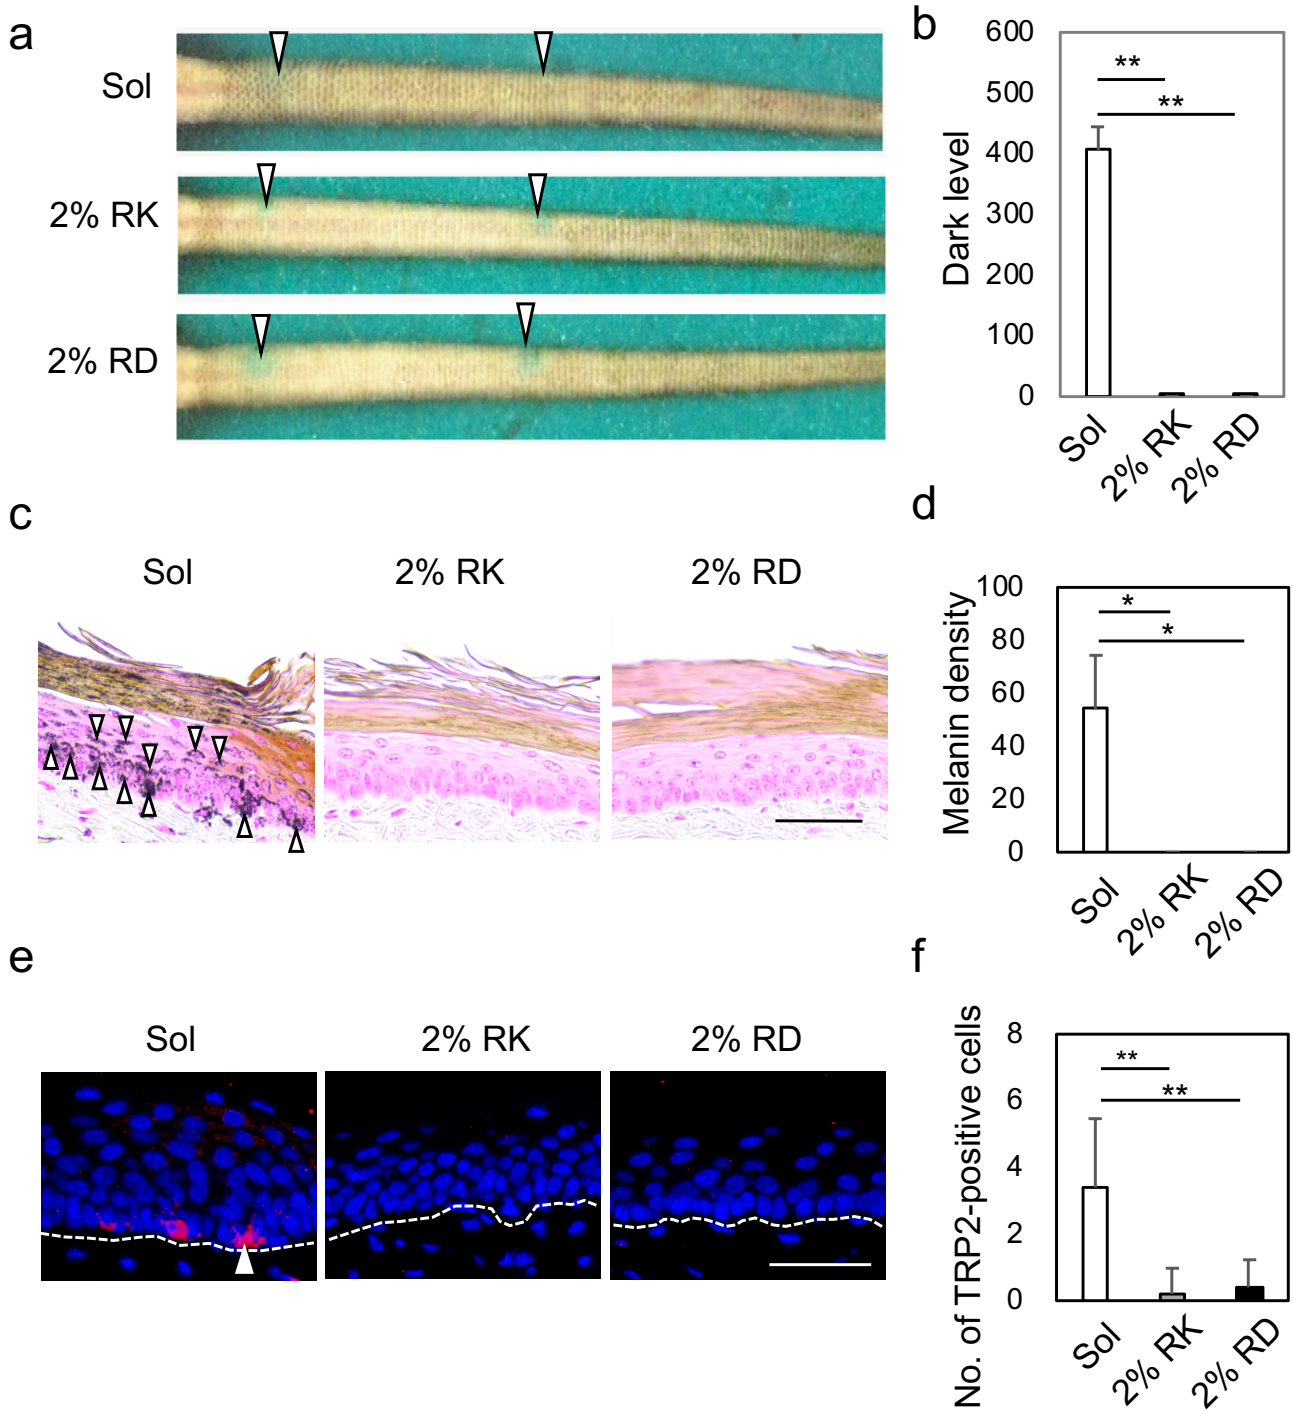 a
Sol
2% RK
2% RD
b
Dark level
600
500
400
300
200
100
0
**
**
Sol
2% RK
2% RD
c
Sol
2% RK
2% RD
d
Melanin density
100
80
60
40
20
0
*
*
Sol
2% RK
2% RD
e
Sol
2% RK
2% RD
f
No. of TRP2-positive cells
8
6
4
2
0
**
**
Sol
2% RK
2% RD